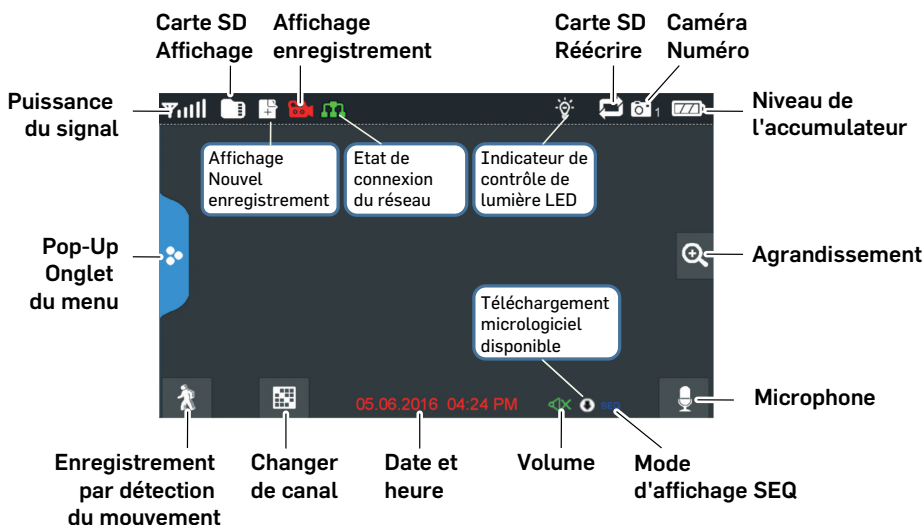 Carte SD
Affichage
Affichage
enregistrement
Carte SD
Réécrire
Caméra
Numéro
Puissance
du signal
1
Niveau de
l'accumulateur
Affichage
Nouvel
enregistrement
Etat de
connexion
du réseau
Indicateur de
contrôle de
lumière LED
Pop-Up
Onglet
du menu
Agrandissement
Téléchargement
micrologiciel
disponible
05.06.2016 04:24 PM
SEQ
Microphone
Enregistrement
par détection
du mouvement
Changer
de canal
Date et
heure
Volume
Mode
d'affichage SEQ